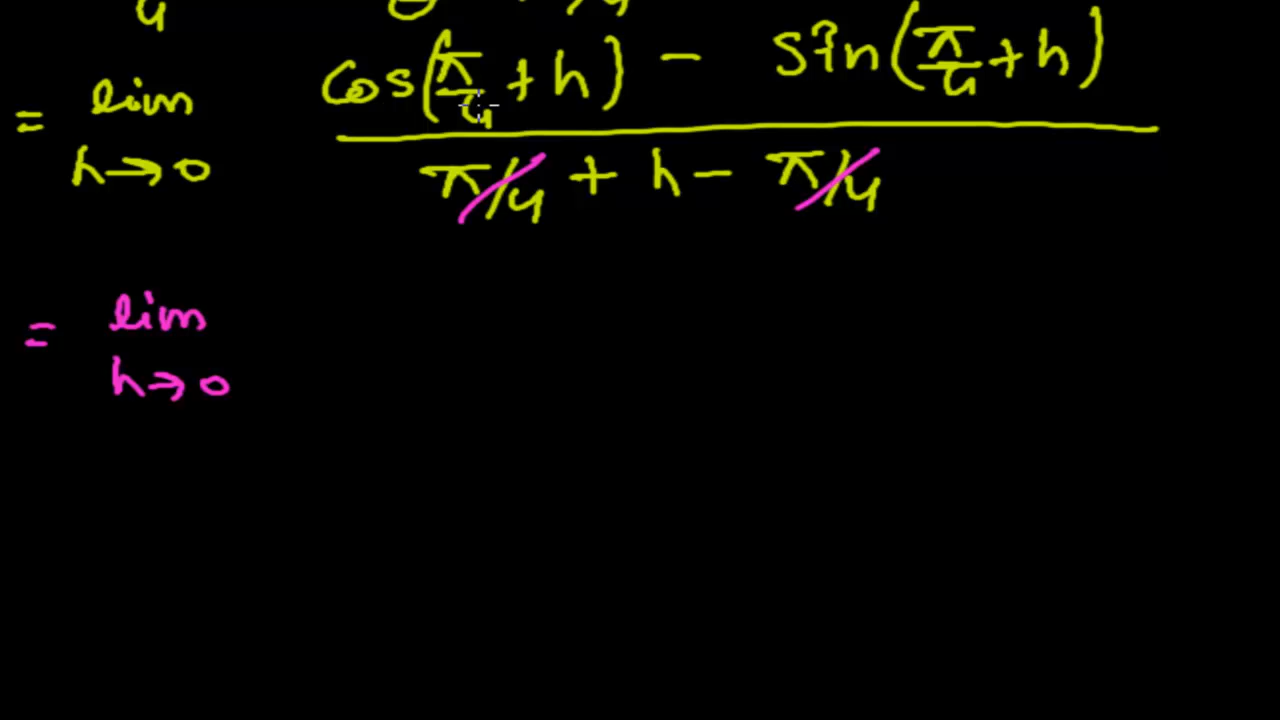 = lim h→0 (cos(π/4 + h) - sin(π/4 + h)) / (π/4 + h - π/4)
= lim h→0